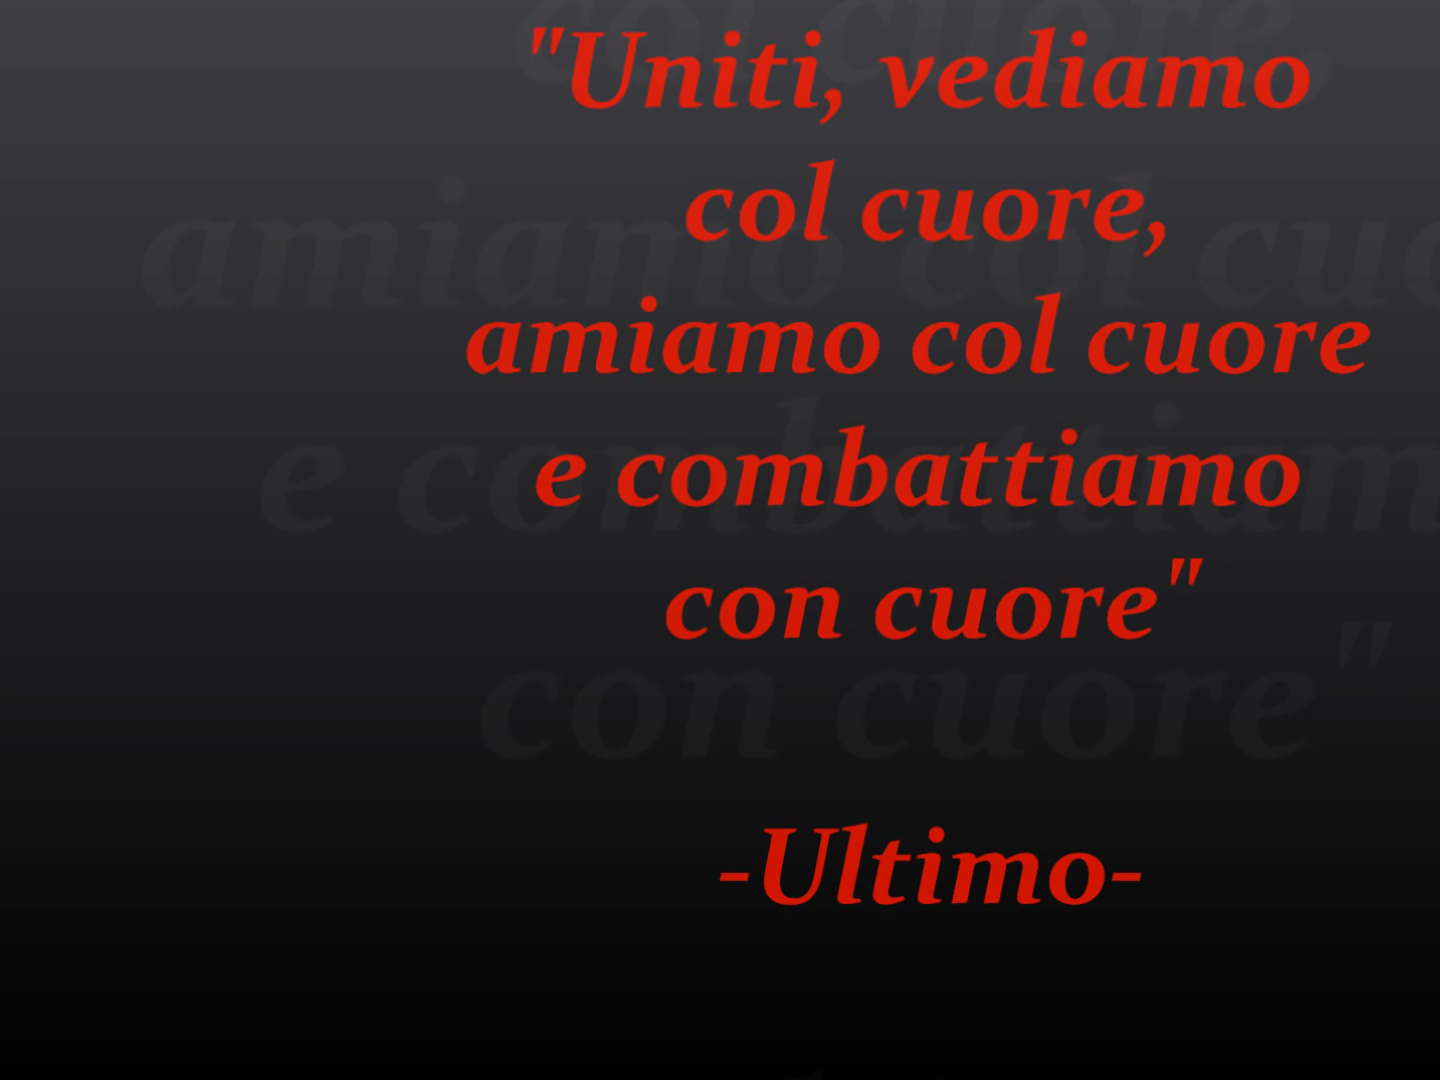 "Uniti, vediamo
col cuore,
amiamo col cuore
e combattiamo
con cuore"
-Ultimo-